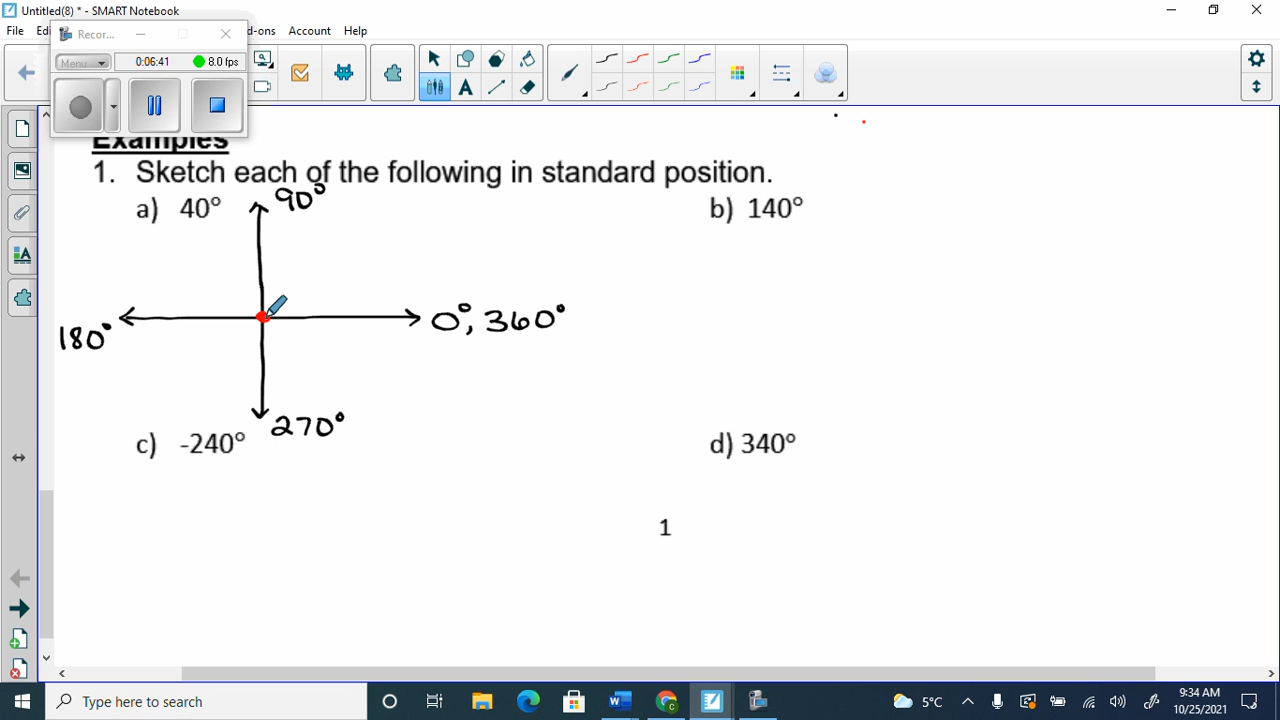 Untitled(8) * - SMART Notebook
File
Account
Help
Recor...
Menu
0:06:41
8.0 fps
Examples
1. Sketch each of the following in standard position.
a) 40°
90°
b) 140°
180°
0°, 360°
270°
c) -240°
d) 340°
1
Type here to search
5°C
9:34 AM
10/25/2021